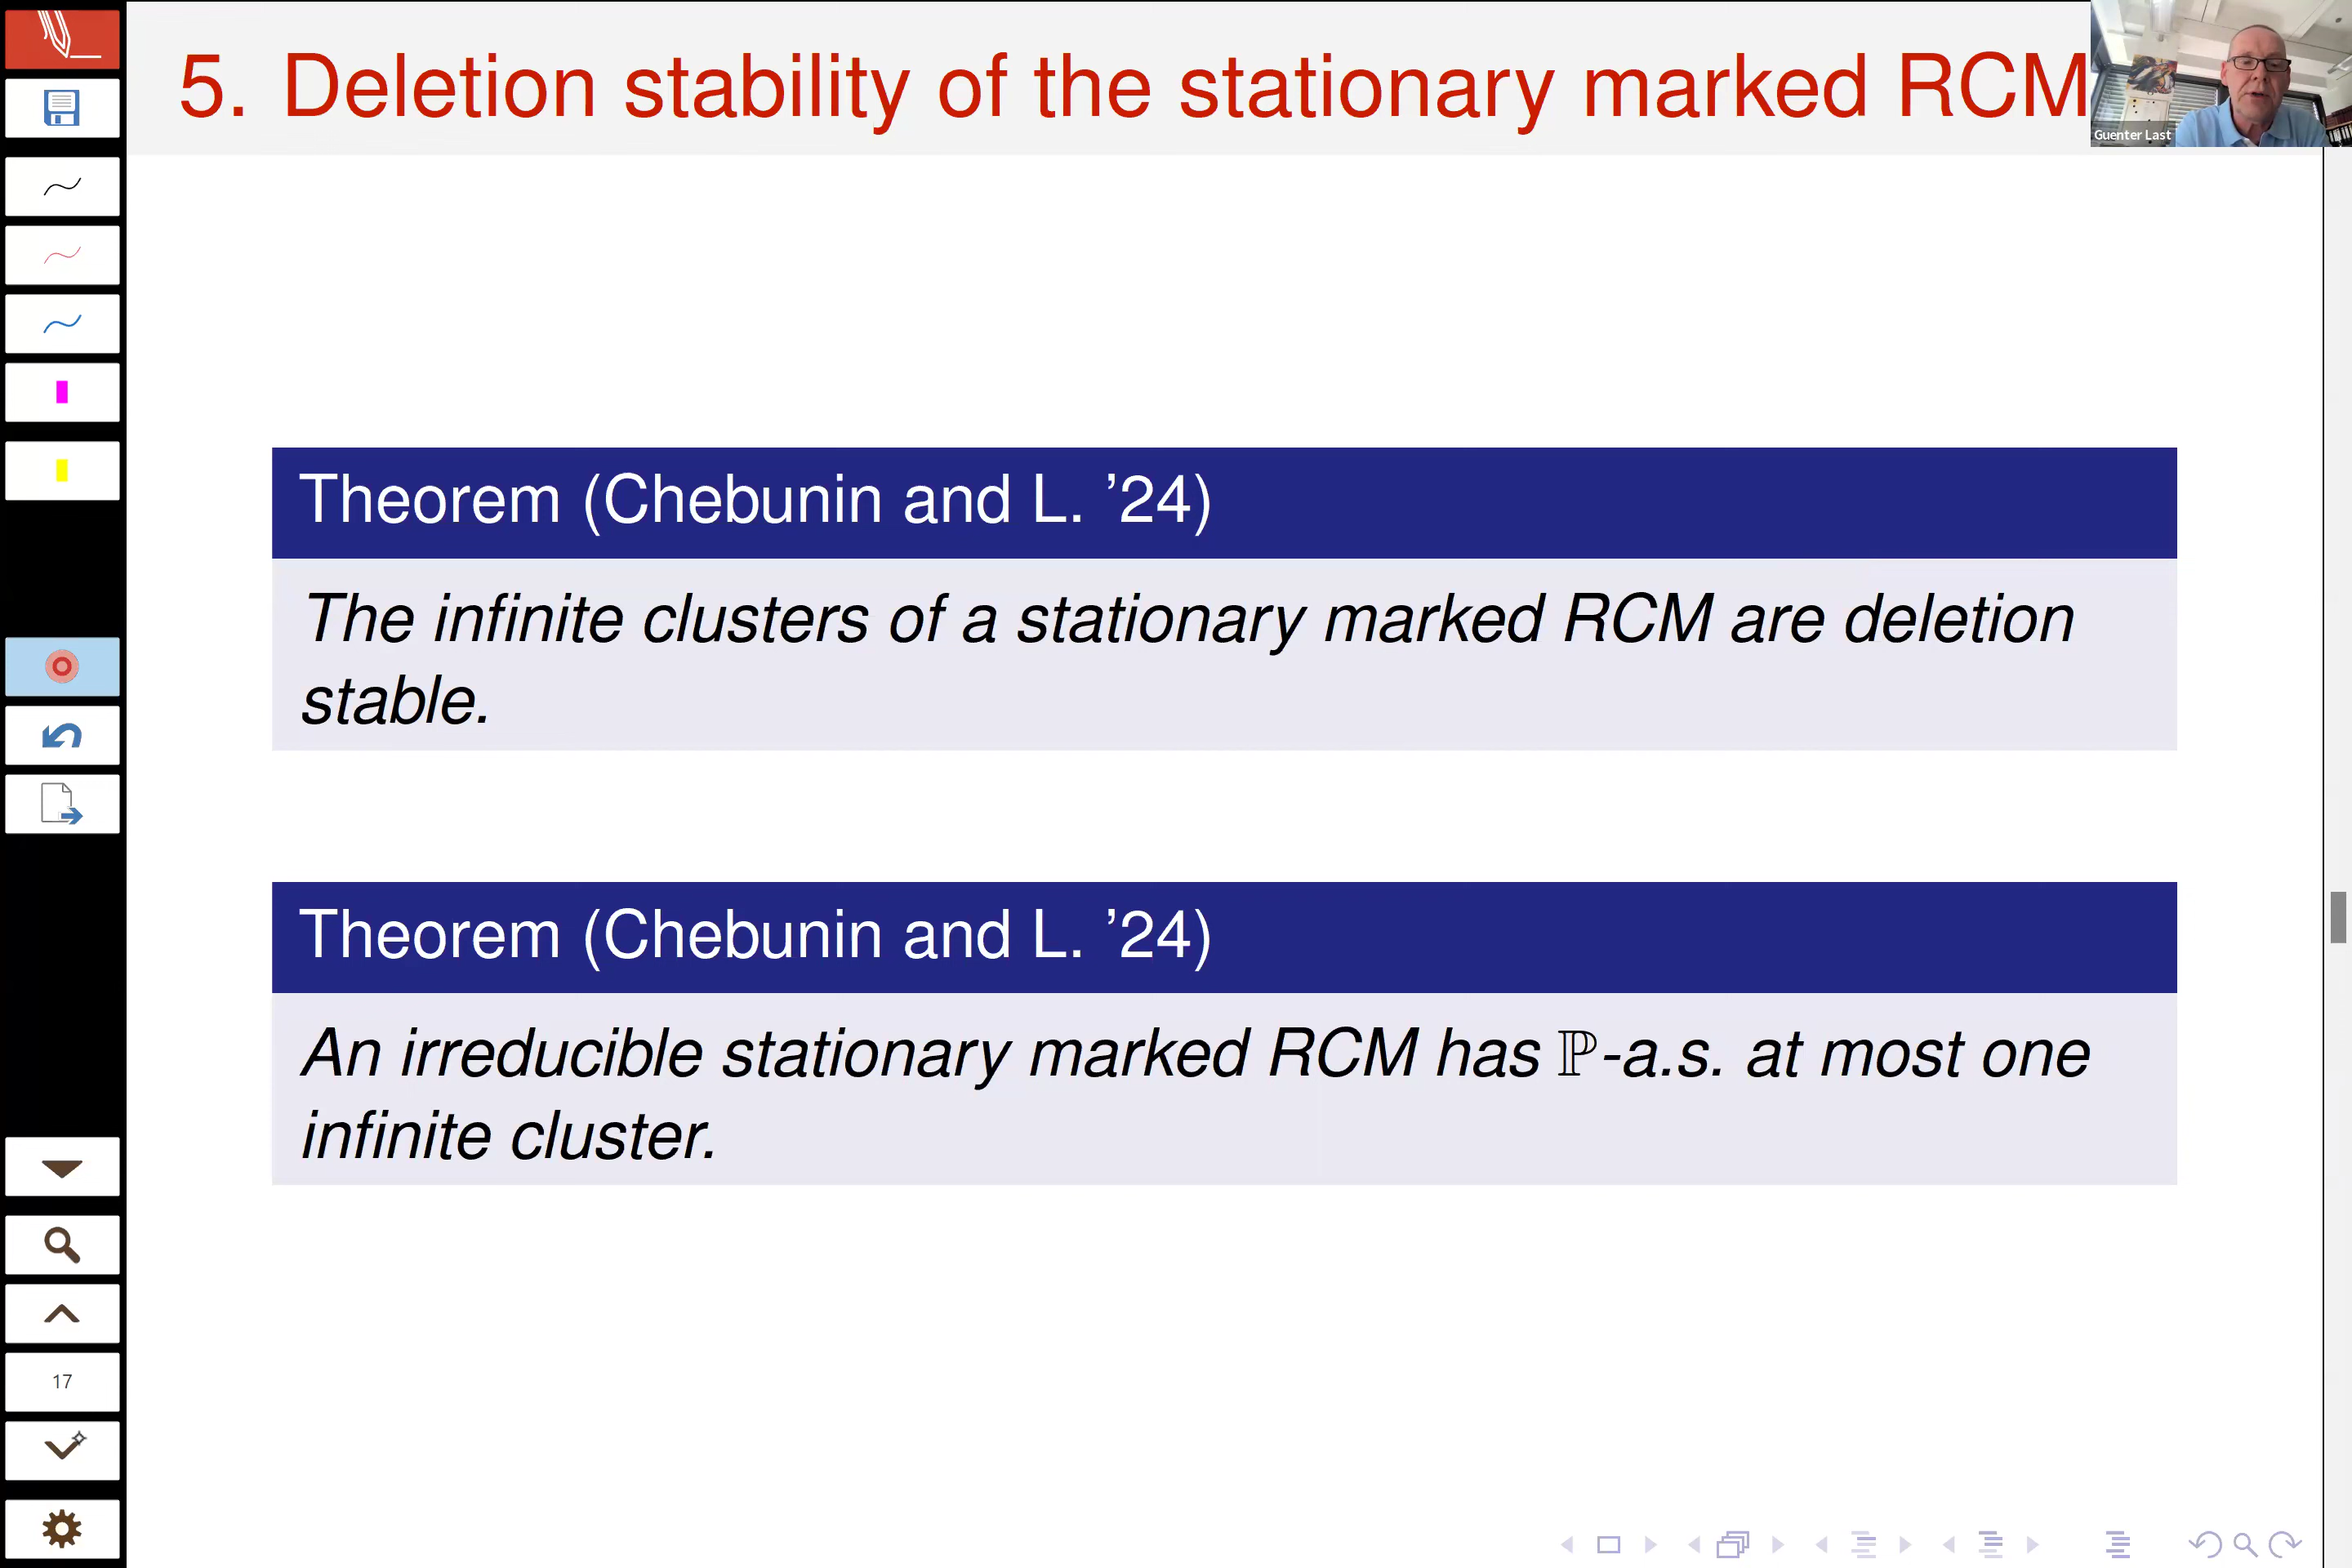 5. Deletion stability of the stationary marked RCM
Guenter Last
Theorem (Chebunin and L. ’24)
The infinite clusters of a stationary marked RCM are deletion
stable.
Theorem (Chebunin and L. ’24)
An irreducible stationary marked RCM has ℙ-a.s. at most one
infinite cluster.
17